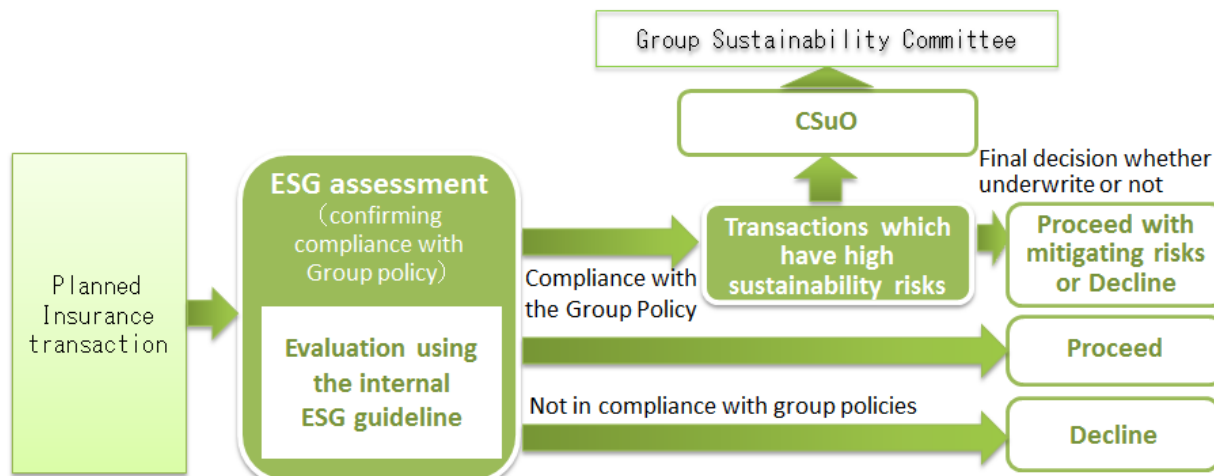 Group Sustainability Committee
CSuO
Final decision whether
underwrite or not
ESG assessment
（confirming
compliance with
Group policy）
Transactions which
have high
sustainability risks
Proceed with
mitigating risks
or Decline
Planned
Insurance
transaction
Compliance with
the Group Policy
Evaluation using
the internal
ESG guideline
Proceed
Not in compliance with group policies
Decline